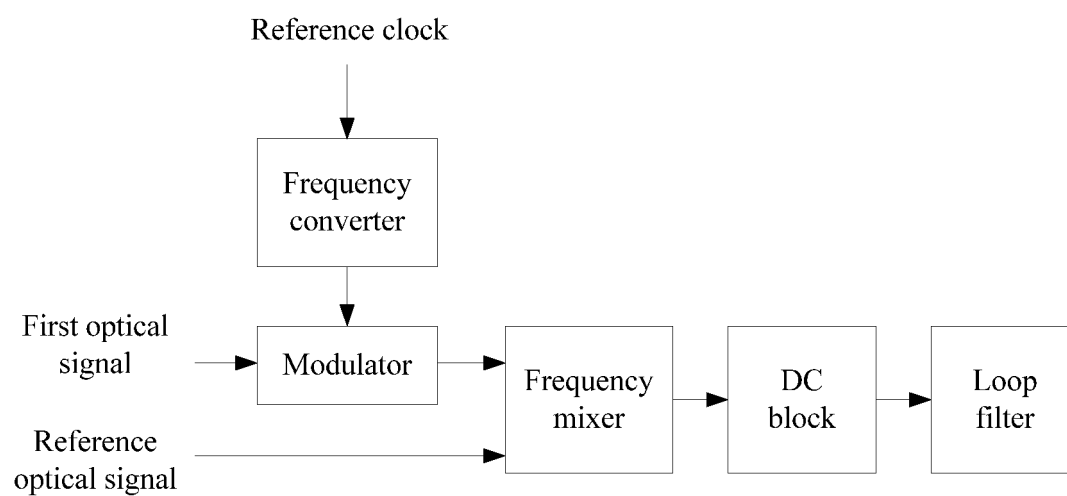 Reference clock
Frequency
converter
First optical
signal
Modulator
Frequency
mixer
DC
block
Loop
filter
Reference
optical signal